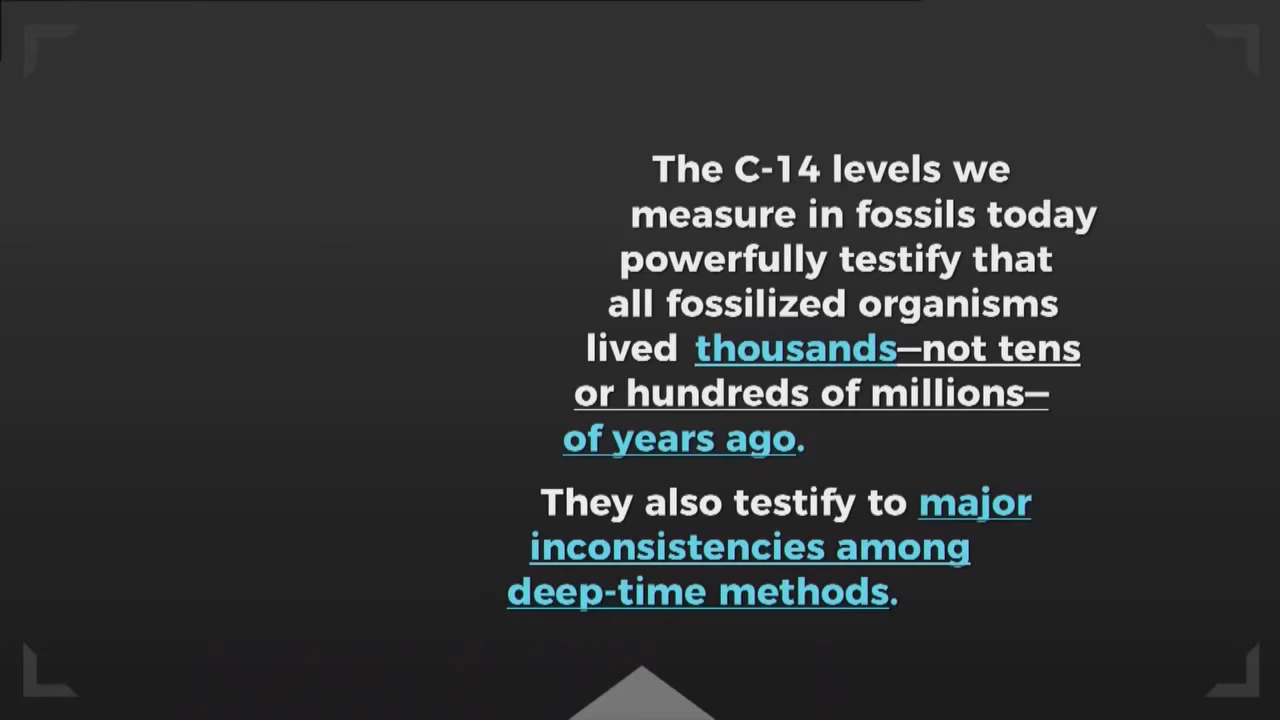 The C-14 levels we
measure in fossils today
powerfully testify that
all fossilized organisms
lived thousands—not tens
or hundreds of millions—
of years ago.
They also testify to major
inconsistencies among
deep-time methods.